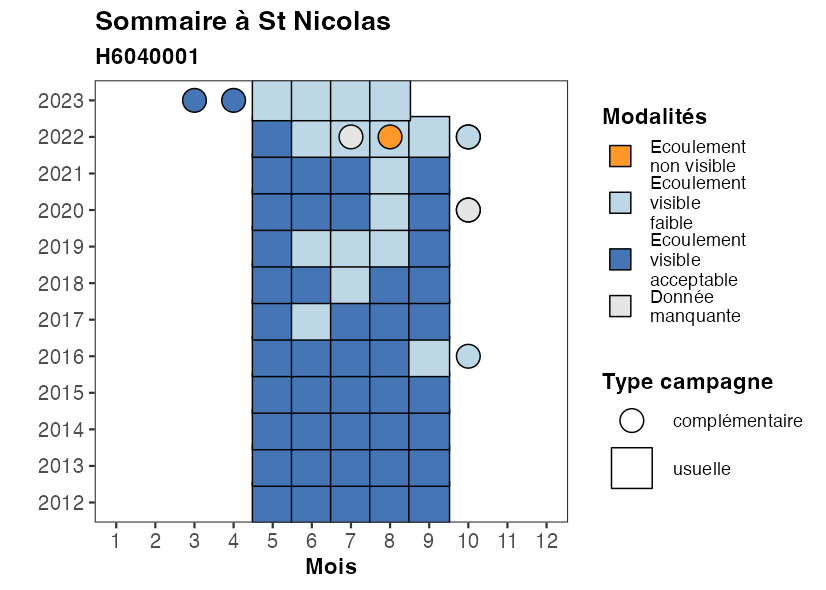 Sommaire à St Nicolas
H6040001
2023
2022
2021
2020
2019
2018
2017
2016
2015
2014
2013
2012
1 2 3 4 5 6 7 8 9 10 11 12
Mois
Modalités
Ecoulement
non visible
Ecoulement
visible
faible
Ecoulement
visible
acceptable
Donnée
manquante
Type campagne
complémentaire
usuelle